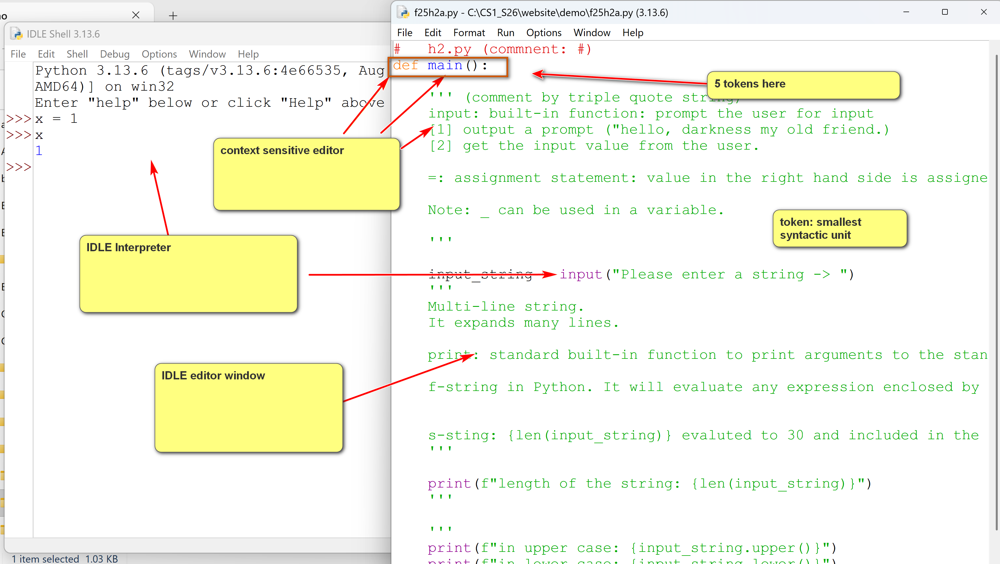 IDLE Shell 3.13.6
File Edit Shell Debug Options Window Help
Python 3.13.6 (tags/v3.13.6:4e66535, Aug
AMD64)] on win32
Enter "help" below or click "Help" above
>>> x = 1
>>> x
1
>>>
context sensitive editor
IDLE Interpreter
IDLE editor window
1 item selected 1.03 KB
f25h2a.py - C:\CS1_S26\website\demo\f25h2a.py (3.13.6)
File Edit Format Run Options Window Help
# h2.py (commnent: #)
def main():
5 tokens here
''' (comment by triple quote string)
input: built-in function: prompt the user for input
[1] output a prompt ("hello, darkness my old friend.)
[2] get the input value from the user.
=: assignment statement: value in the right hand side is assigne
Note: _ can be used in a variable.
token: smallest
syntactic unit
'''
input_string input("Please enter a string -> ")
'''
Multi-line string.
It expands many lines.
print: standard built-in function to print arguments to the stan
f-string in Python. It will evaluate any expression enclosed by
s-sting: {len(input_string)} evaluted to 30 and included in the
'''
print(f"length of the string: {len(input_string)}")
'''
'''
print(f"in upper case: {input_string.upper()}")
print(f"in lower case: {input_string.lower()}")